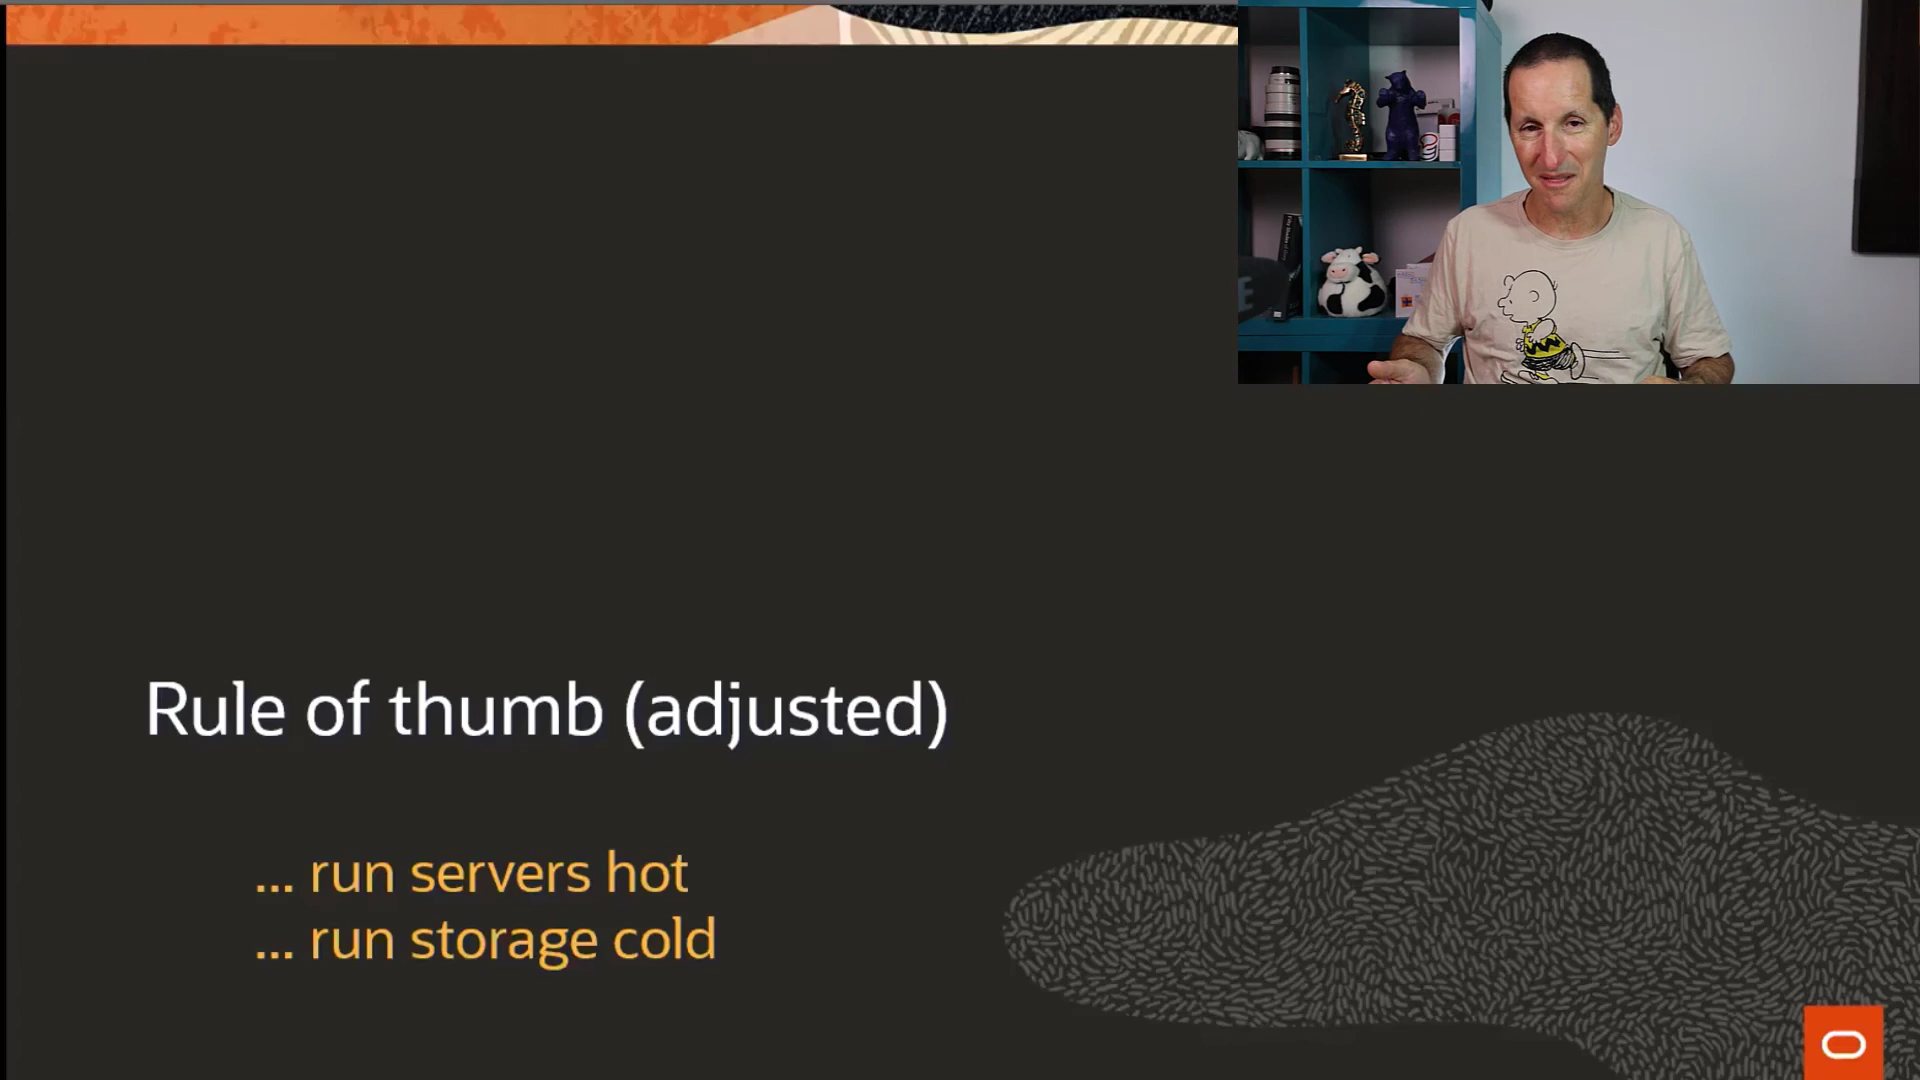 Rule of thumb (adjusted)
... run servers hot
... run storage cold